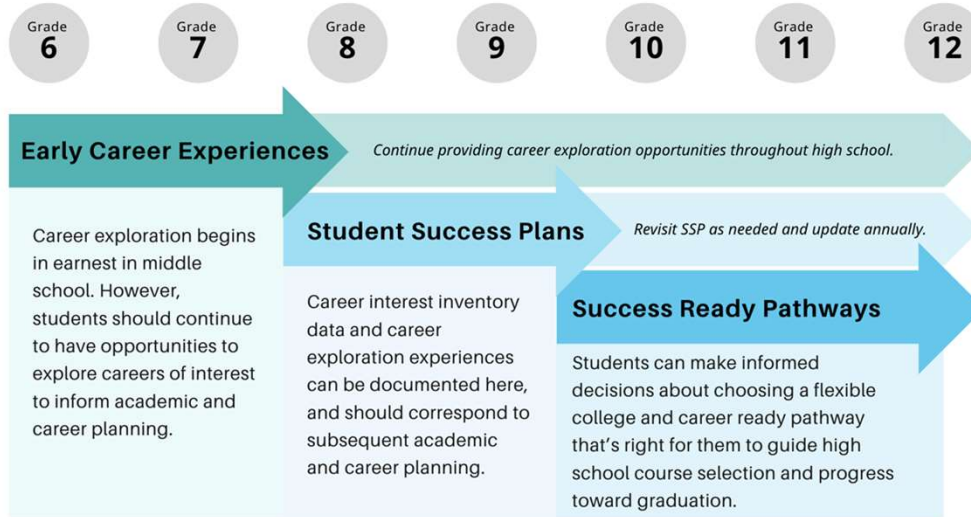 Grade
6
Grade
7
Grade
8
Grade
9
Grade
10
Grade
11
Grade
12
Early Career Experiences
Continue providing career exploration opportunities throughout high school.
Career exploration begins
in earnest in middle
school. However,
students should continue
to have opportunities to
explore careers of interest
to inform academic and
career planning.
Student Success Plans
Revisit SSP as needed and update annually.
Career interest inventory
data and career
exploration experiences
can be documented here,
and should correspond to
subsequent academic
and career planning.
Success Ready Pathways
Students can make informed
decisions about choosing a flexible
college and career ready pathway
that's right for them to guide high
school course selection and progress
toward graduation.